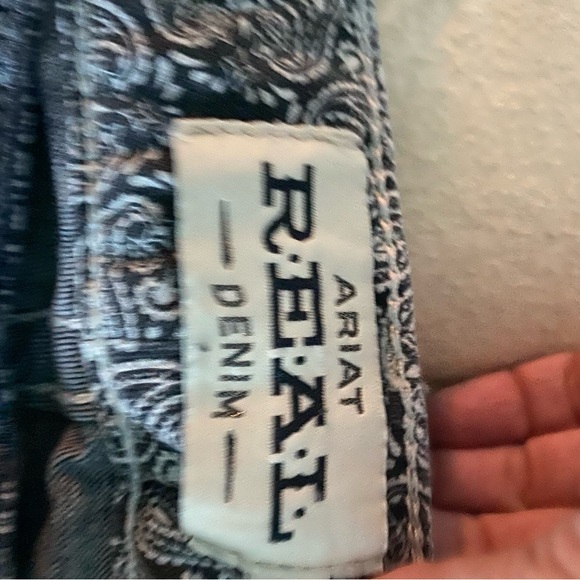 ARIAT
R.E.A.L
— DENIM —